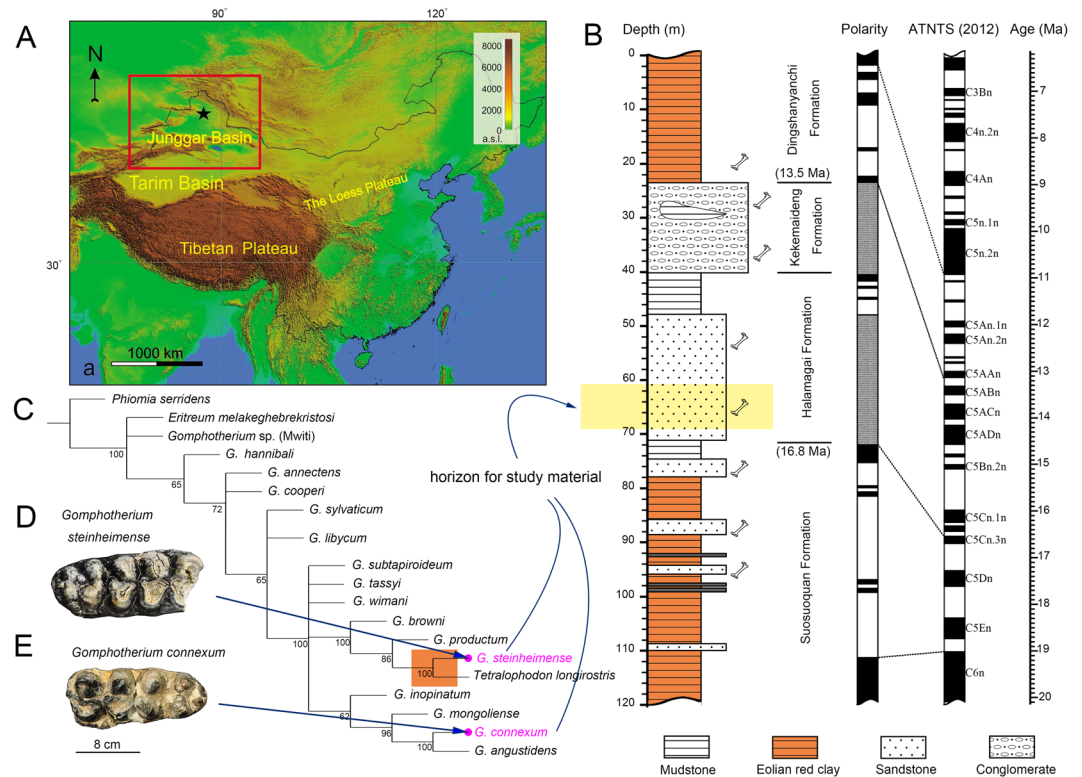 A
90°
120°
N
8000
6000
4000
2000
0
a.s.l.
Junggar Basin
Tarim Basin
The Loess Plateau
Tibetan Plateau
30°
1000 km
a
B
Depth (m)
Polarity
ATNTS (2012)
Age (Ma)
0
10
20
30
40
50
60
70
80
90
100
110
120
Dingshanyanchi
Formation
(13.5 Ma)
Kekemaideng
Formation
Halamagai Formation
(16.8 Ma)
Suosuoquan Formation
C3Bn
C4n.2n
C4An
C5n.1n
C5n.2n
C5An.1n
C5An.2n
C5AAn
C5ABn
C5ACn
C5ADn
C5Bn.2n
C5Cn.1n
C5Cn.3n
C5Dn
C5En
C6n
7
8
9
10
11
12
13
14
15
16
17
18
19
20
Mudstone
Eolian red clay
Sandstone
Conglomerate
C
Phiomia serridens
Eritreum melakeghebrekristosi
Gomphotherium sp. (Mwiti)
G. hannibali
G. annectens
G. cooperi
G. sylvaticum
G. libycum
G. subtapiroideum
G. tassyi
G. wimani
G. browni
G. productum
G. steinheimense
Tetralophodon longirostris
G. inopinatum
G. mongoliense
G. connexum
G. angustidens
100
65
72
65
100
100
86
100
62
96
100
horizon for study material
D
Gomphotherium
steinheimense
E
Gomphotherium connexum
8 cm